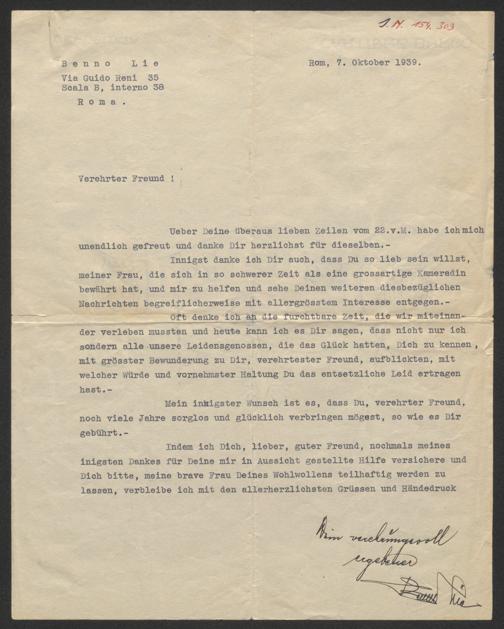 J.N. 154.303
Benno Lie
Rom, 7. Oktober 1939.
Via Guido Reni 35
Scala B, interno 38
Roma.
Verehrter Freund !
Ueber Deine überaus lieben Zeilen vom 22.v.M. habe ich mich
unendlich gefreut und danke Dir herzlichst für dieselben.-
Innigst danke ich Dir auch, dass Du so lieb sein willst,
meiner Frau, die sich in so schwerer Zeit als eine grossartige Kameradin
bewährt hat, und mir zu helfen und sehe Deinen weiteren diesbezüglichen
Nachrichten begreiflicherweise mit allergrösstem Interesse entgegen.-
Oft denke ich an die furchtbare Zeit, die wir miteinan-
der verleben mussten und heute kann ich es Dir sagen, dass nicht nur ich
sondern alle unsere Leidensgenossen, die das Glück hatten, Dich zu kennen ,
mit grösster Bewunderung zu Dir, verehrtester Freund, aufblickten, mit
welcher Würde und vornehmster Haltung Du das entsetzliche Leid ertragen
hast.-
Mein innigster Wunsch ist es, dass Du, verehrter Freund,
noch viele Jahre sorglos und glücklich verbringen mögest, so wie es Dir
gebührt.-
Indem ich Dich, lieber, guter Freund, nochmals meines
inigsten Dankes für Deine mir in Aussicht gestellte Hilfe versichere und
Dich bitte, meine brave Frau Deines Wohlwollens teilhaftig werden zu
lassen, verbleibe ich mit den allerherzlichsten Grüssen und Händedruck
Dein verehrungsvoll
ergebener
Benno Lie